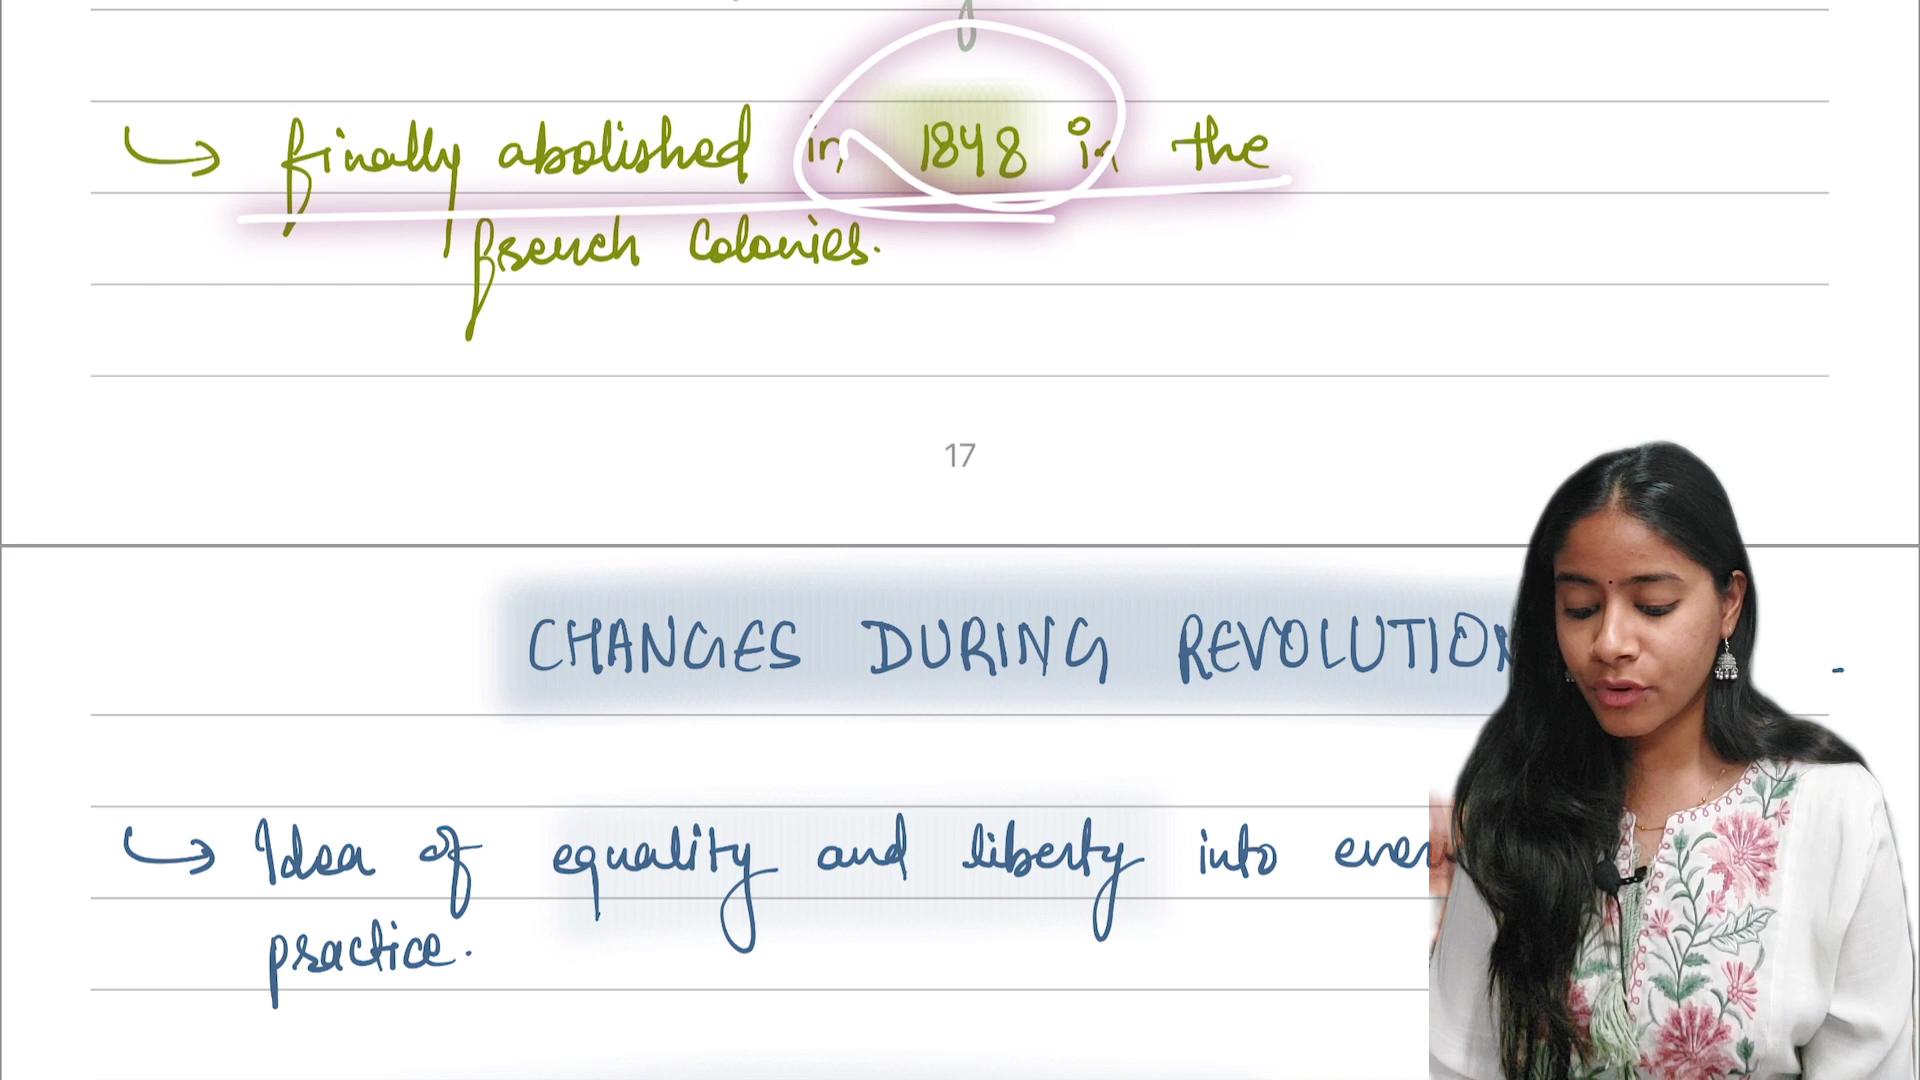 ↪ finally abolished in 1848 in the
french Colonies.
17
CHANGES DURING REVOLUTION
↪ Idea of equality and liberty into
practice.